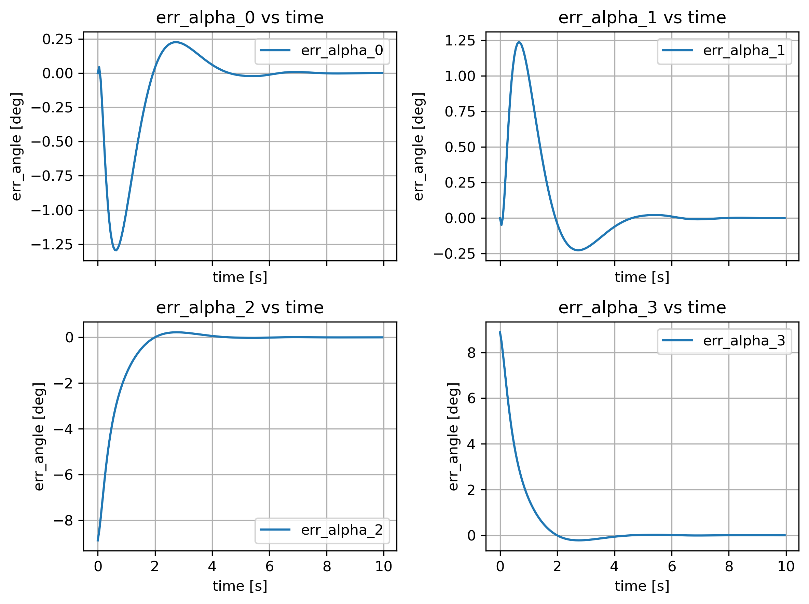 err_alpha_0 vs time
0.25
0.00
−0.25
−0.50
−0.75
−1.00
−1.25
err_angle [deg]
err_alpha_0
time [s]
err_alpha_1 vs time
1.25
1.00
0.75
0.50
0.25
0.00
−0.25
err_angle [deg]
err_alpha_1
time [s]
err_alpha_2 vs time
0
−2
−4
−6
−8
err_angle [deg]
err_alpha_2
0 2 4 6 8 10
time [s]
err_alpha_3 vs time
8
6
4
2
0
err_angle [deg]
err_alpha_3
0 2 4 6 8 10
time [s]